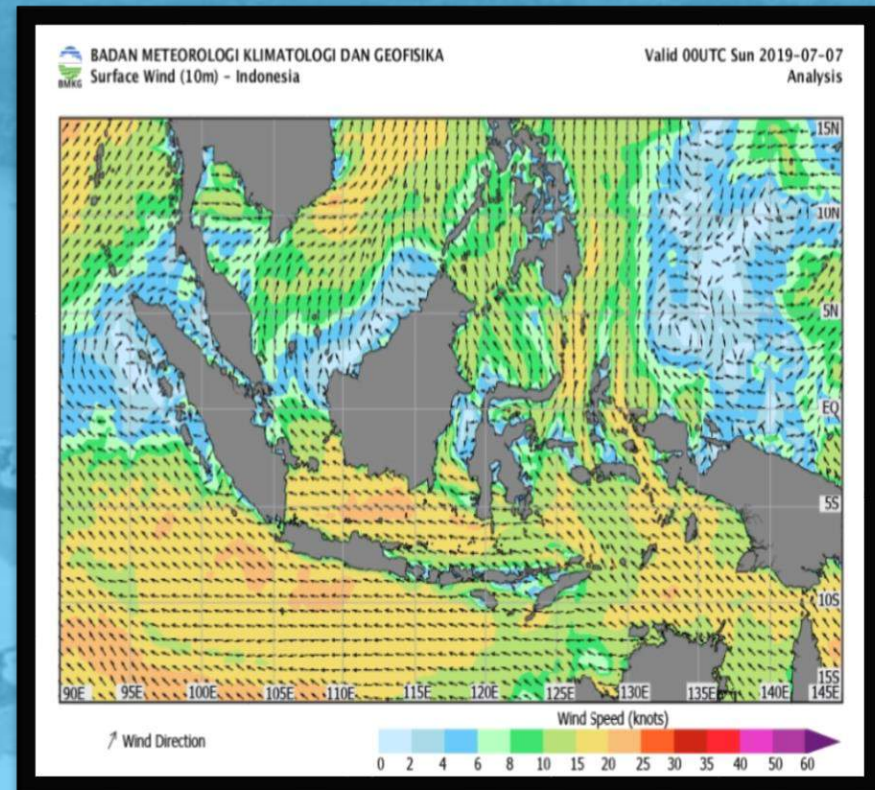 BADAN METEOROLOGI KLIMATOLOGI DAN GEOFISIKA
Surface Wind (10m) - Indonesia
BMKG
Valid 00UTC Sun 2019-07-07
Analysis
15N
10N
5N
EQ
5S
10S
15S
90E 95E 100E 105E 110E 115E 120E 125E 130E 135E 140E 145E
Wind Direction
Wind Speed (knots)
0 2 4 6 8 10 15 20 25 30 35 40 50 60